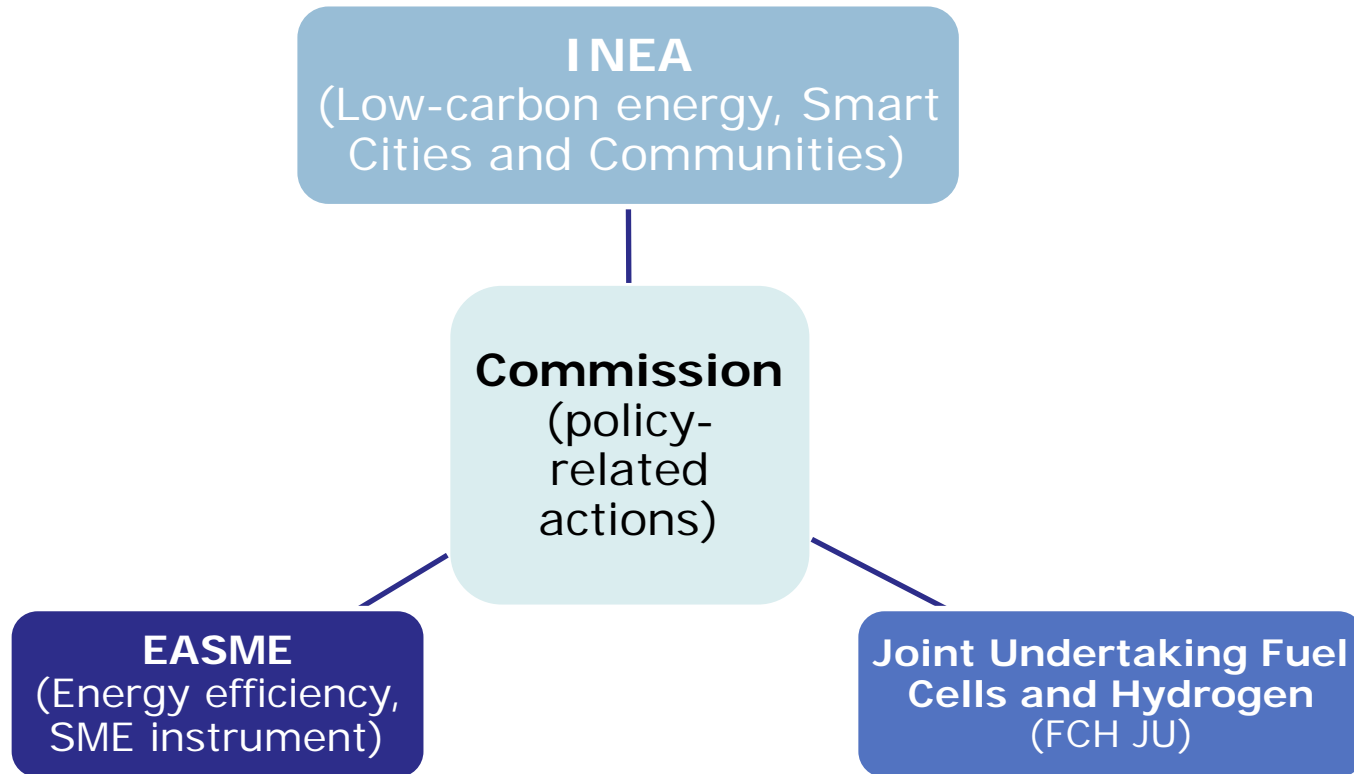 INEA
(Low-carbon energy, Smart
Cities and Communities)
Commission
(policy-
related
actions)
EASME
(Energy efficiency,
SME instrument)
Joint Undertaking Fuel
Cells and Hydrogen
(FCH JU)